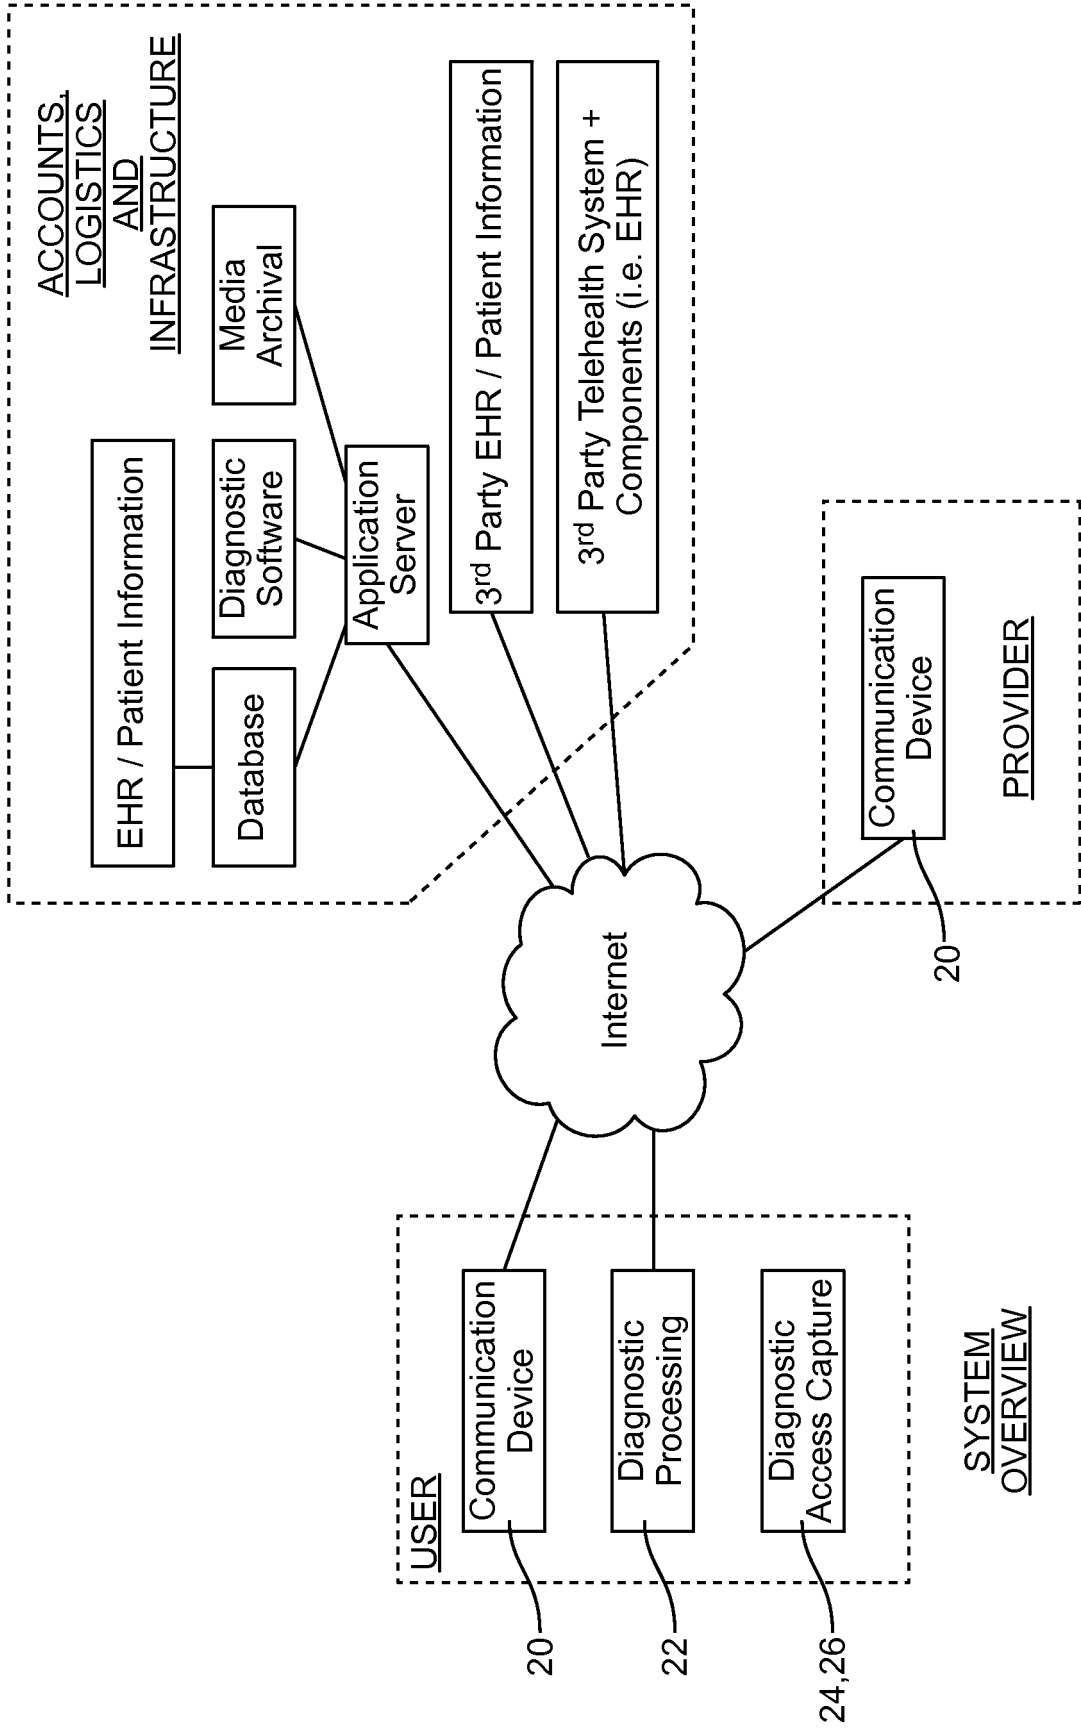 ACCOUNTS,
LOGISTICS
AND
INFRASTRUCTURE
EHR / Patient Information
Database
Diagnostic
Software
Media
Archival
Application
Server
3rd Party EHR / Patient Information
3rd Party Telehealth System +
Components (i.e. EHR)
Internet
USER
Communication
Device
20
Diagnostic
Processing
22
Diagnostic
Access Capture
24,26
Communication
Device
20
PROVIDER
SYSTEM
OVERVIEW